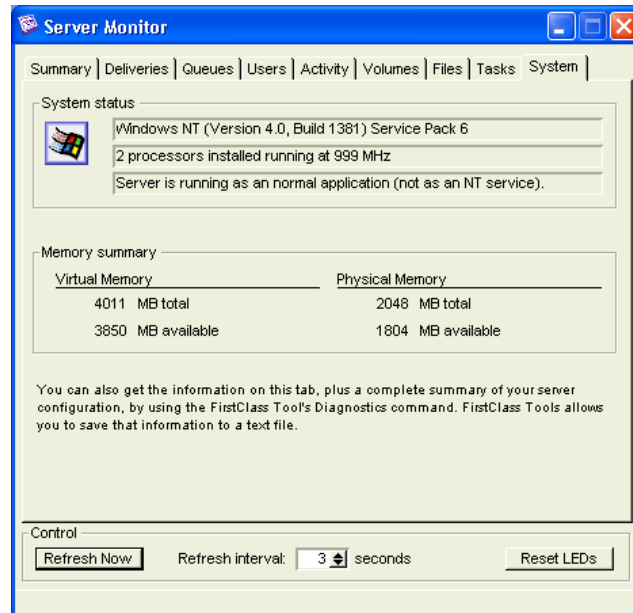 Server Monitor
Summary Deliveries Queues Users Activity Volumes Files Tasks System
System status
Windows NT (Version 4.0, Build 1381) Service Pack 6
2 processors installed running at 999 MHz
Server is running as an normal application (not as an NT service).
Memory summary
Virtual Memory Physical Memory
4011 MB total 2048 MB total
3850 MB available 1804 MB available
You can also get the information on this tab, plus a complete summary of your server
configuration, by using the FirstClass Tool's Diagnostics command. FirstClass Tools allows
you to save that information to a text file.
Control
Refresh Now Refresh interval: 3 seconds Reset LEDs